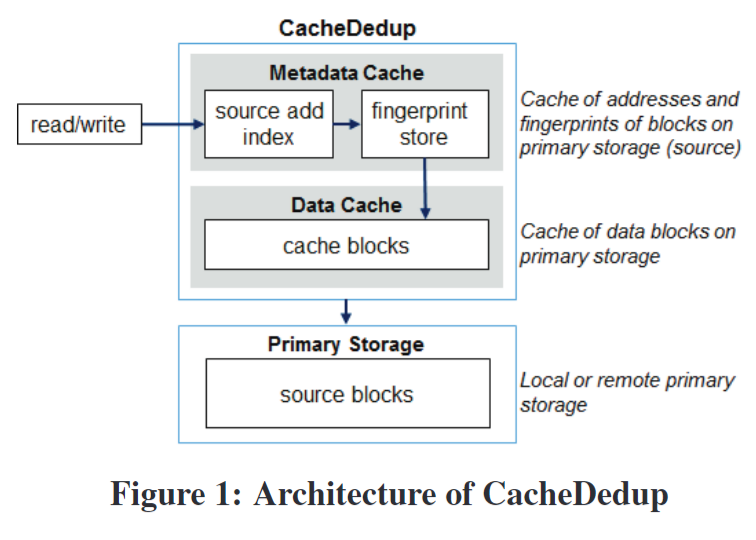 CacheDedup
Metadata Cache
read/write
source add
index
fingerprint
store
Cache of addresses and
fingerprints of blocks on
primary storage (source)
Data Cache
cache blocks
Cache of data blocks on
primary storage
Primary Storage
source blocks
Local or remote primary
storage
Figure 1: Architecture of CacheDedup